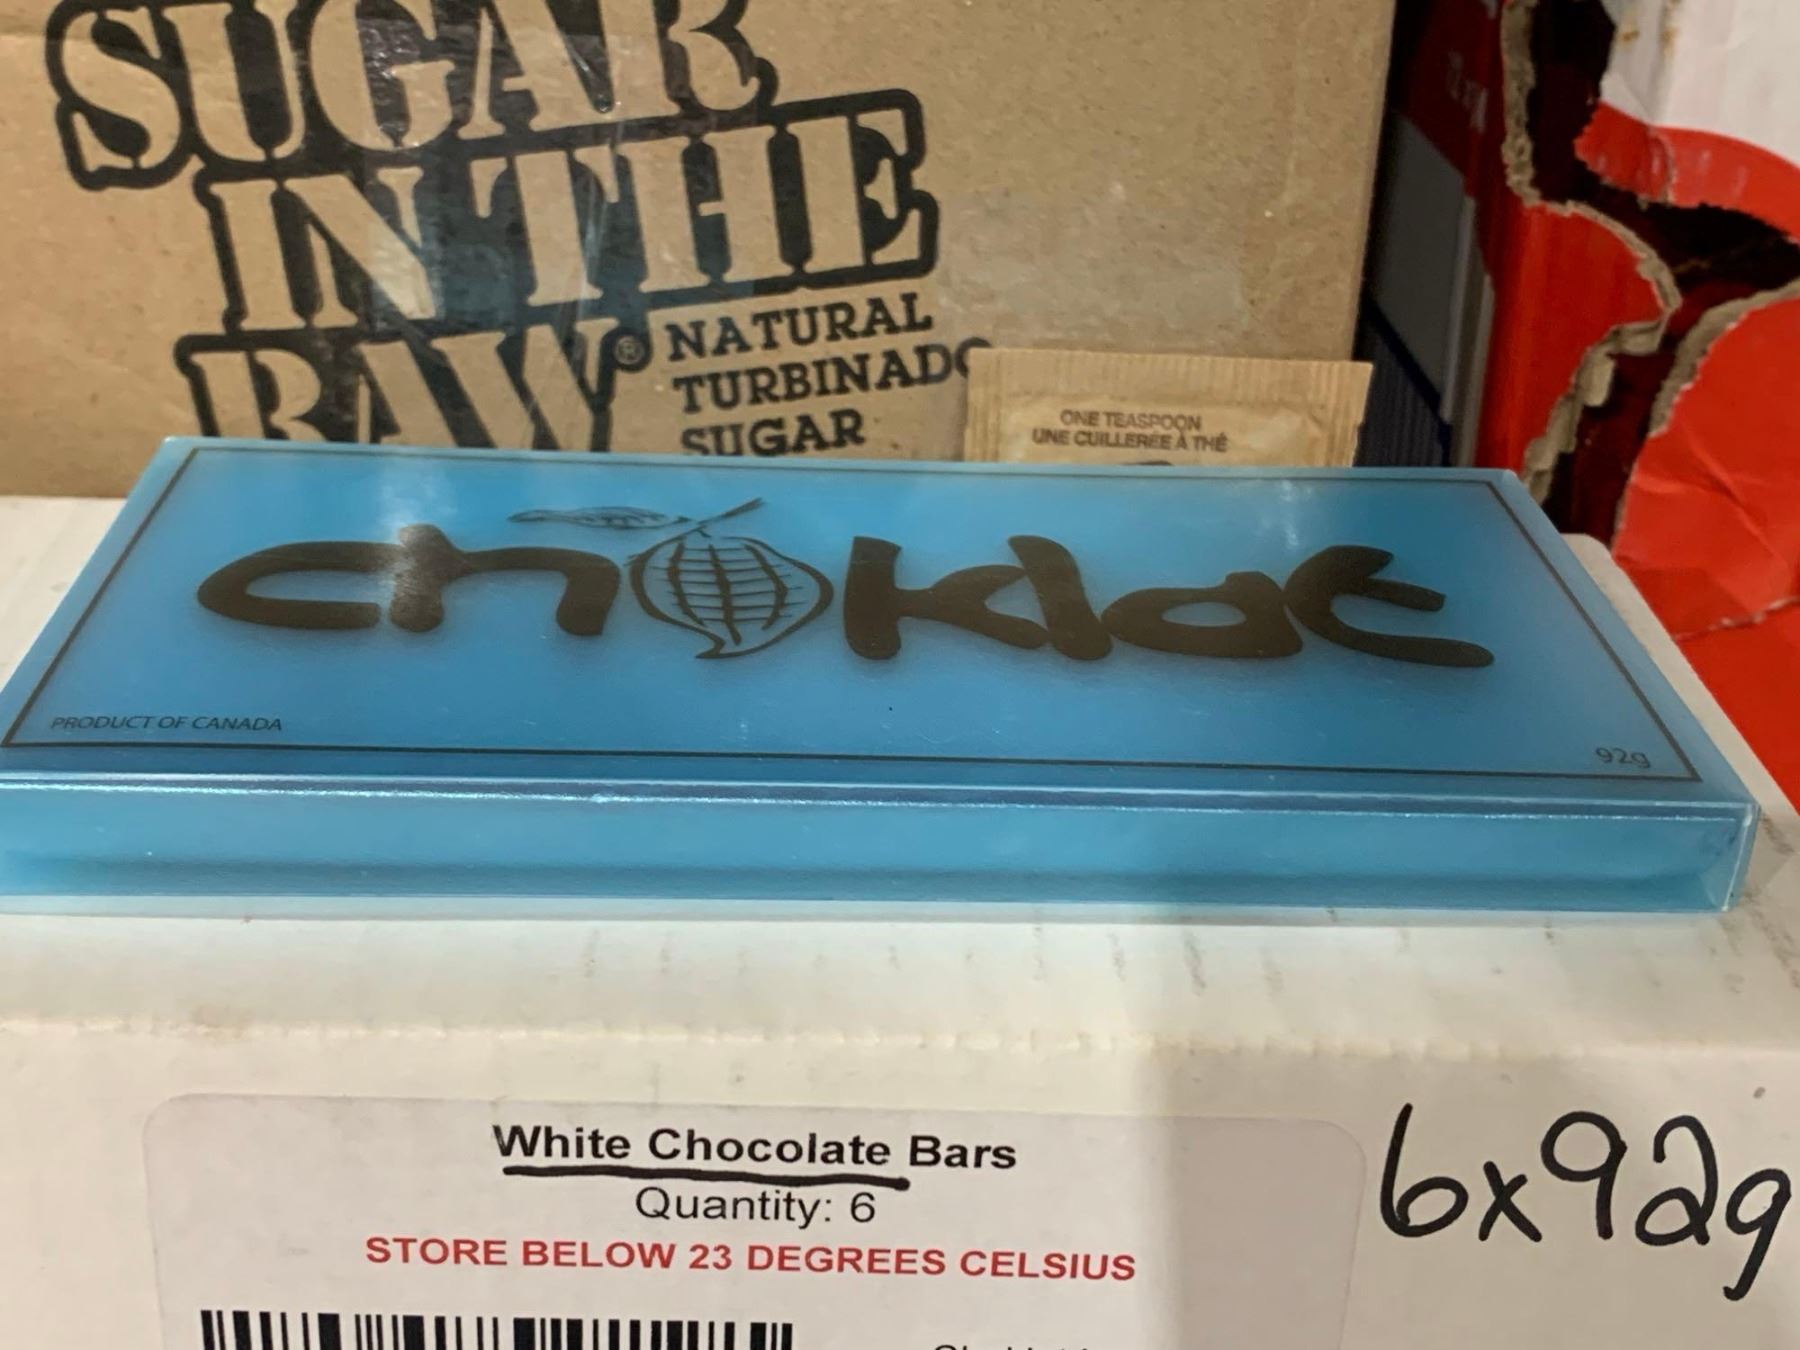 SUGAR
IN THE
RAW®
NATURAL
TURBINADO
SUGAR
ONE TEASPOON
UNE CUILLERÉE À THÉ
choklat
PRODUCT OF CANADA
92g
White Chocolate Bars
Quantity: 6
STORE BELOW 23 DEGREES CELSIUS
6x92g